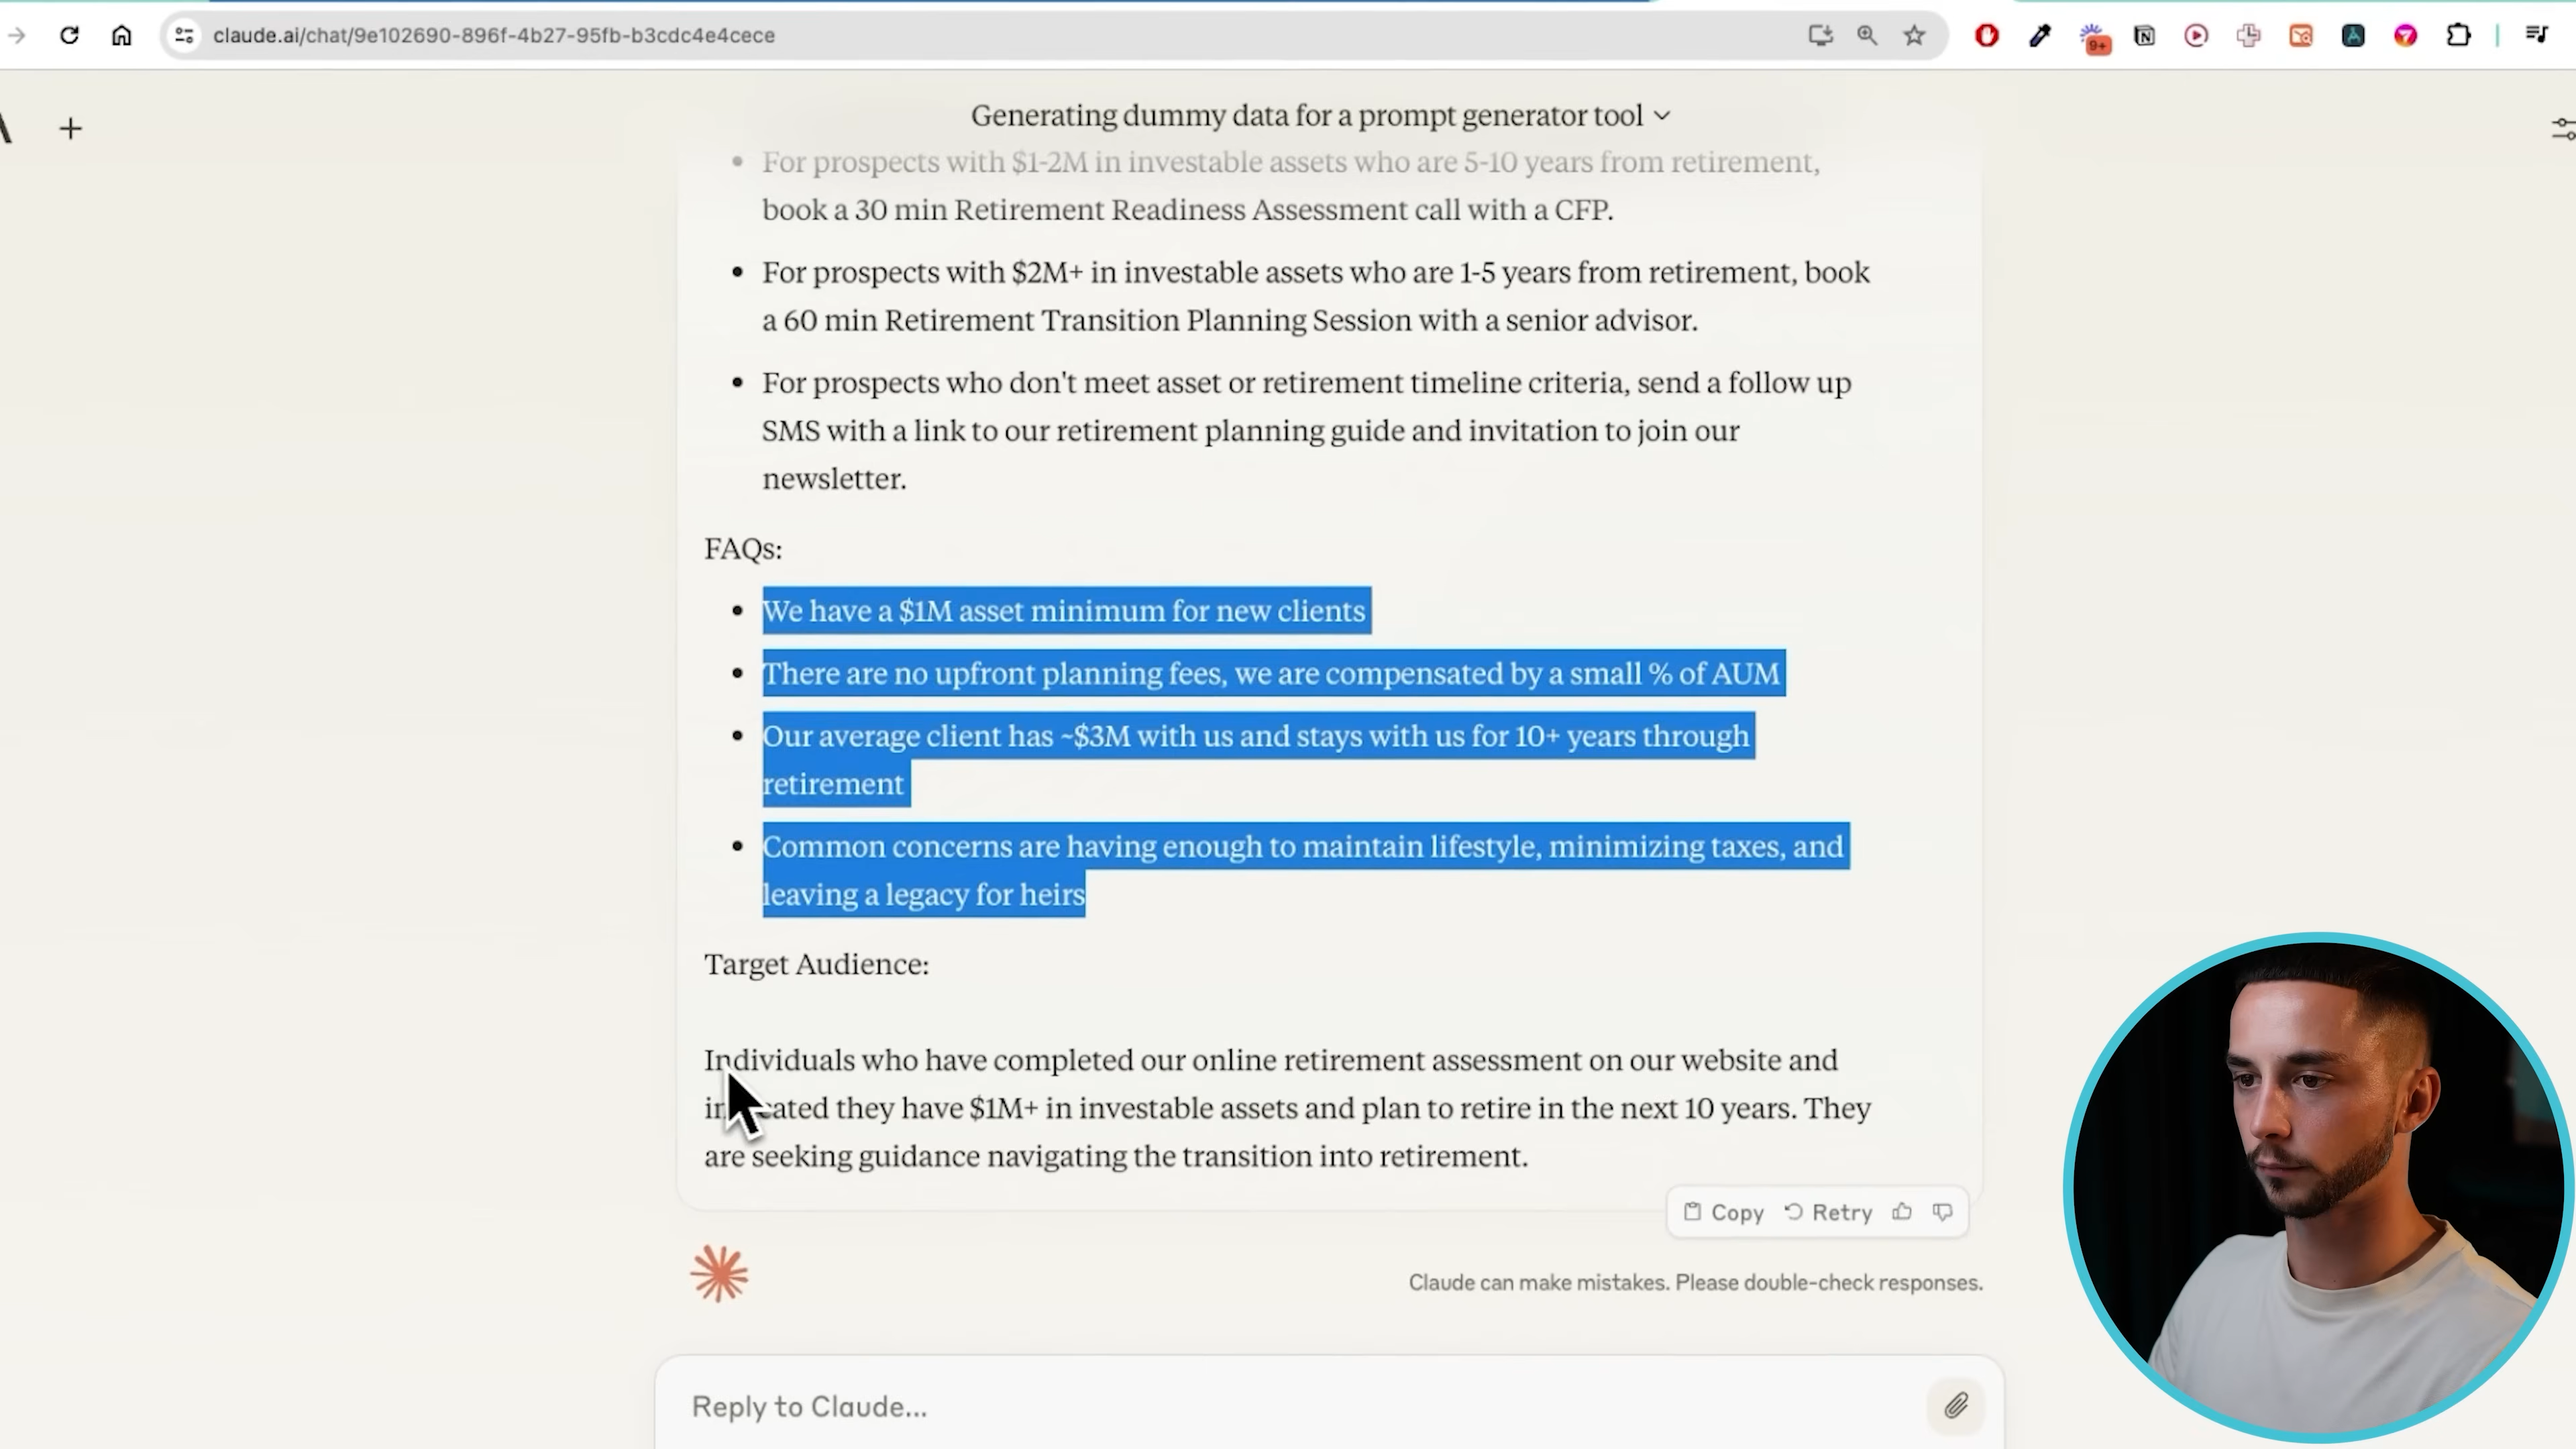 claude.ai/chat/9e102690-896f-4b27-95fb-b3cdc4e4cece
9+
Generating dummy data for a prompt generator tool
For prospects with $1-2M in investable assets who are 5-10 years from retirement,
book a 30 min Retirement Readiness Assessment call with a CFP.
For prospects with $2M+ in investable assets who are 1-5 years from retirement, book
a 60 min Retirement Transition Planning Session with a senior advisor.
For prospects who don't meet asset or retirement timeline criteria, send a follow up
SMS with a link to our retirement planning guide and invitation to join our
newsletter.
FAQs:
We have a $1M asset minimum for new clients
There are no upfront planning fees, we are compensated by a small % of AUM
Our average client has ~$3M with us and stays with us for 10+ years through
retirement
Common concerns are having enough to maintain lifestyle, minimizing taxes, and
leaving a legacy for heirs
Target Audience:
Individuals who have completed our online retirement assessment on our website and
they have $1M+ in investable assets and plan to retire in the next 10 years. They
are seeking guidance navigating the transition into retirement.
Copy Retry
Claude can make mistakes. Please double-check responses.
Reply to Claude...